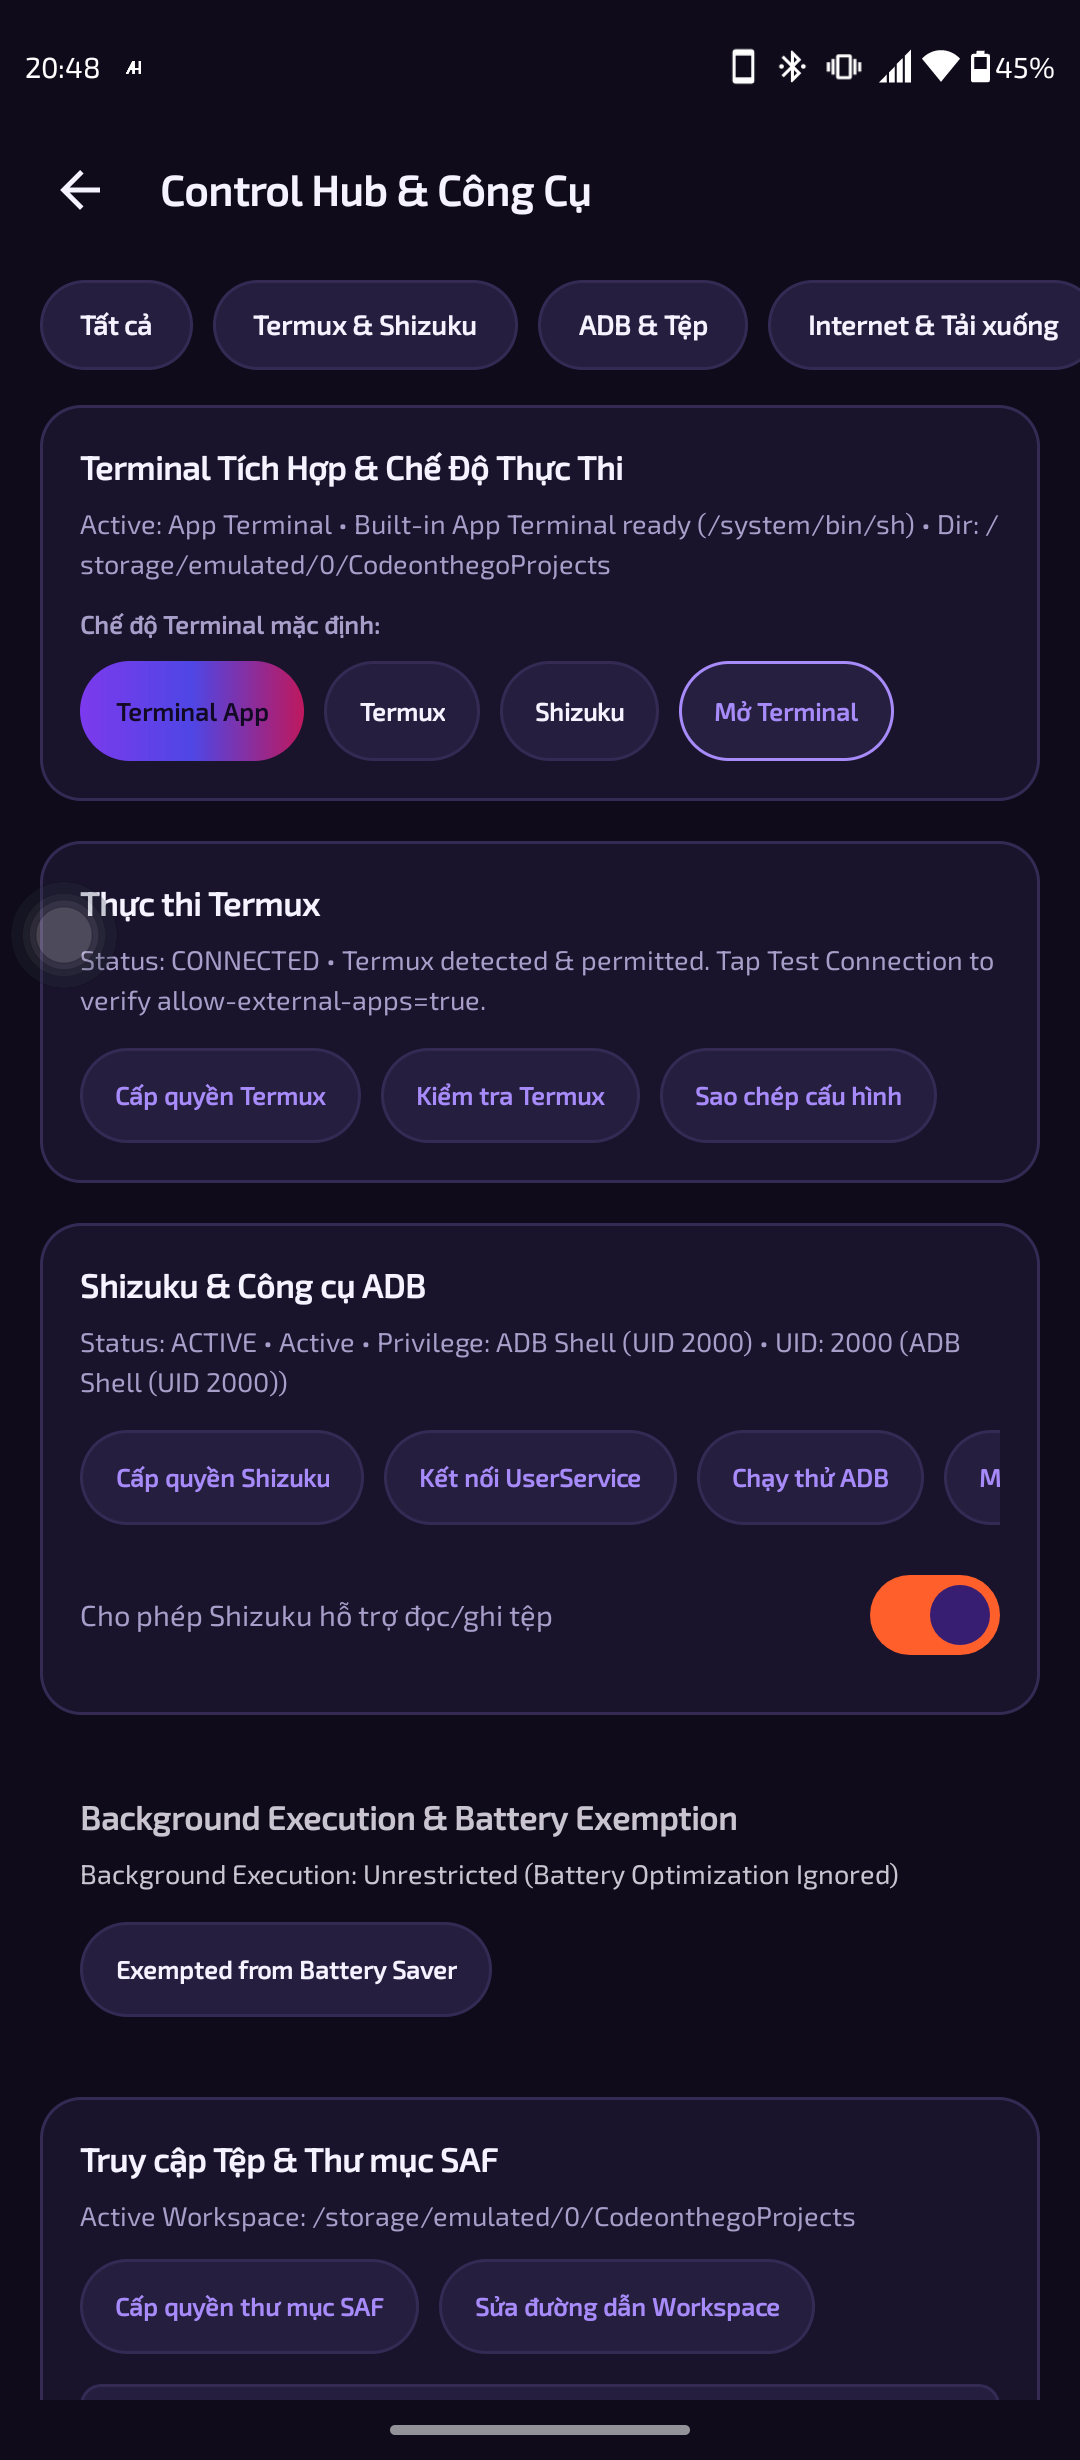 20:48 AH 45%
Control Hub & Công Cụ
Tất cả Termux & Shizuku ADB & Tệp Internet & Tải xuống
Terminal Tích Hợp & Chế Độ Thực Thi
Active: App Terminal • Built-in App Terminal ready (/system/bin/sh) • Dir: /
storage/emulated/0/CodeonthegoProjects
Chế độ Terminal mặc định:
Terminal App Termux Shizuku Mở Terminal
Thực thi Termux
Status: CONNECTED • Termux detected & permitted. Tap Test Connection to
verify allow-external-apps=true.
Cấp quyền Termux Kiểm tra Termux Sao chép cấu hình
Shizuku & Công cụ ADB
Status: ACTIVE • Active • Privilege: ADB Shell (UID 2000) • UID: 2000 (ADB
Shell (UID 2000))
Cấp quyền Shizuku Kết nối UserService Chạy thử ADB
Cho phép Shizuku hỗ trợ đọc/ghi tệp
Background Execution & Battery Exemption
Background Execution: Unrestricted (Battery Optimization Ignored)
Exempted from Battery Saver
Truy cập Tệp & Thư mục SAF
Active Workspace: /storage/emulated/0/CodeonthegoProjects
Cấp quyền thư mục SAF Sửa đường dẫn Workspace